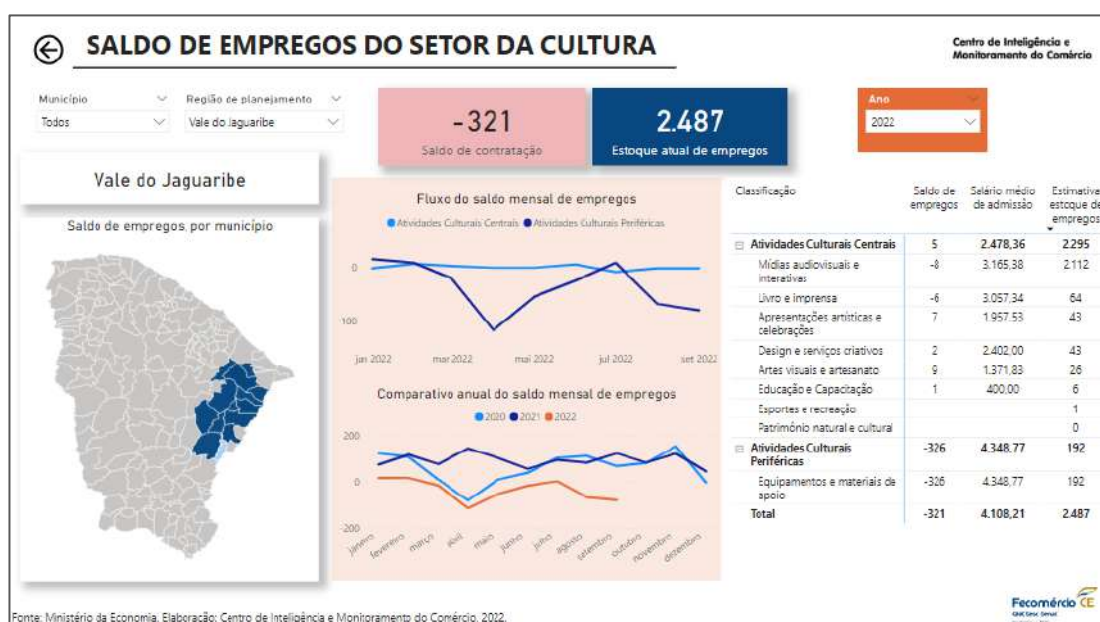 SALDO DE EMPREGOS DO SETOR DA CULTURA
Centro de Inteligência e
Monitoramento do Comércio
Município
Todos
Região de planejamento
Vale do Jaguaribe
-321
Saldo de contratação
2.487
Estoque atual de empregos
Ano
2022
Vale do Jaguaribe
Saldo de empregos por município
Fluxo do saldo mensal de empregos
Atividades Culturais Centrais Atividades Culturais Periféricas
0
100
jan 2022 mar 2022 mai 2022 jul 2022 set 2022
Comparativo anual do saldo mensal de empregos
2020 2021 2022
200
0
-200
janeiro fevereiro março abril maio junho julho agosto setembro outubro novembro dezembro
Classificação Saldo de empregos Salário médio de admissão Estimativa estoque de empregos
Atividades Culturais Centrais 5 2.478,36 2.295
Mídias audiovisuais e interativas -8 3.165,38 2.112
Livro e imprensa -6 3.057,34 64
Apresentações artísticas e celebrações 7 1.957,53 43
Design e serviços criativos 2 2.402,00 43
Artes visuais e artesanato 9 1.371,83 26
Educação e Capacitação 1 400,00 6
Esportes e recreação 1
Patrimônio natural e cultural 0
Atividades Culturais Periféricas -326 4.348,77 192
Equipamentos e materiais de apoio -326 4.348,77 192
Total -321 4.108,21 2.487
Fonte: Ministério da Economia. Elaboração: Centro de Inteligência e Monitoramento do Comércio, 2022.
Fecomércio CE